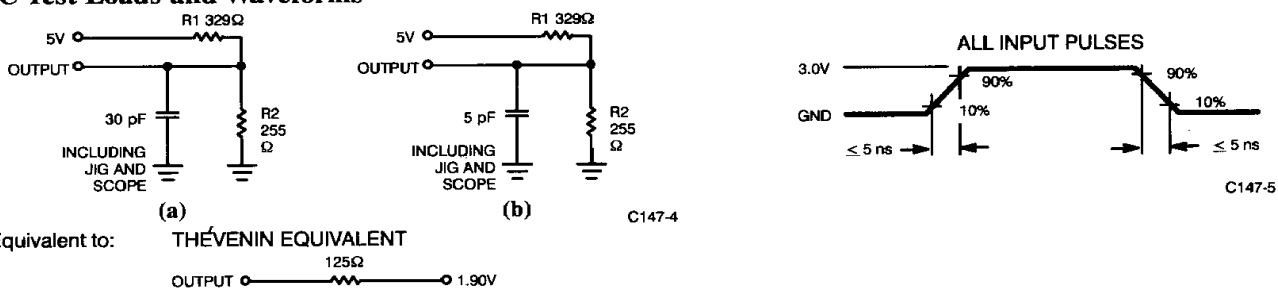 C Test Loads and Waveforms
R1 329Ω
5V
OUTPUT
30 pF
R2
255
Ω
INCLUDING
JIG AND
SCOPE
(a)
R1 329Ω
5V
OUTPUT
5 pF
R2
255
Ω
INCLUDING
JIG AND
SCOPE
(b)
C147-4
ALL INPUT PULSES
3.0V
GND
90%
10%
90%
10%
≤ 5 ns
≤ 5 ns
C147-5
Equivalent to:
THÉVENIN EQUIVALENT
125Ω
OUTPUT
1.90V